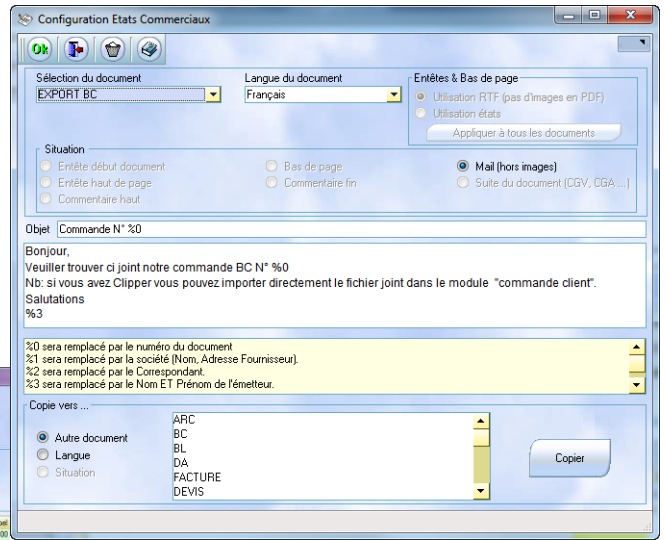 Configuration Etats Commerciaux
Ok
Sélection du document
EXPORT BC
Langue du document
Français
Entêtes & Bas de page
Utilisation RTF (pas d'images en PDF)
Utilisation états
Appliquer à tous les documents
Situation
Entête début document
Bas de page
Mail (hors images)
Entête haut de page
Commentaire fin
Suite du document (CGV, CGA ...)
Commentaire haut
Objet
Commande N° %0
Bonjour,
Veuiller trouver ci joint notre commande BC N° %0
Nb: si vous avez Clipper vous pouvez importer directement le fichier joint dans le module "commande client".
Salutations
%3
%0 sera remplacé par le numéro du document
%1 sera remplacé par la société (Nom, Adresse Fournisseur).
%2 sera remplacé par le Correspondant.
%3 sera remplacé par le Nom ET Prénom de l'émetteur.
Copie vers ...
Autre document
Langue
Situation
ARC
BC
BL
DA
FACTURE
DEVIS
Copier